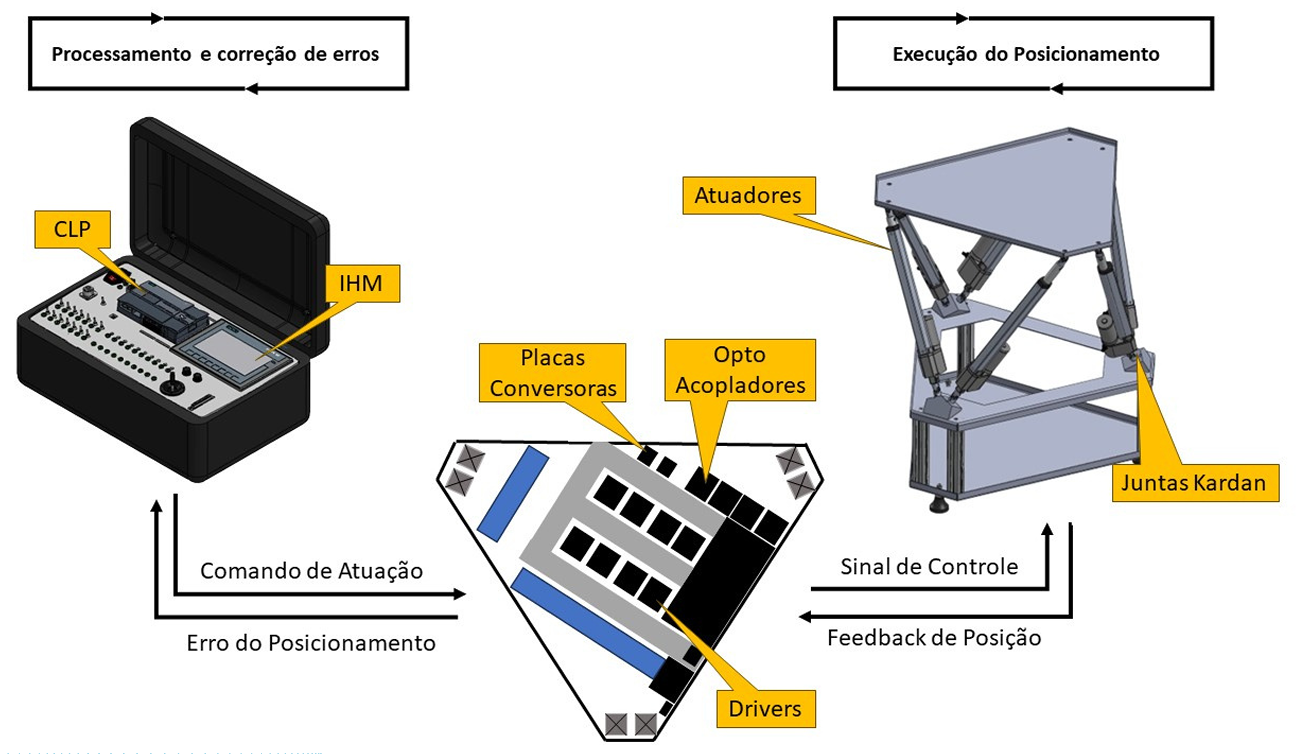 Processamento e correção de erros
Execução do Posicionamento
Atuadores
CLP
IHM
Placas
Conversoras
Opto
Acopladores
Juntas Kardan
Comando de Atuação
Erro do Posicionamento
Sinal de Controle
Feedback de Posição
Drivers